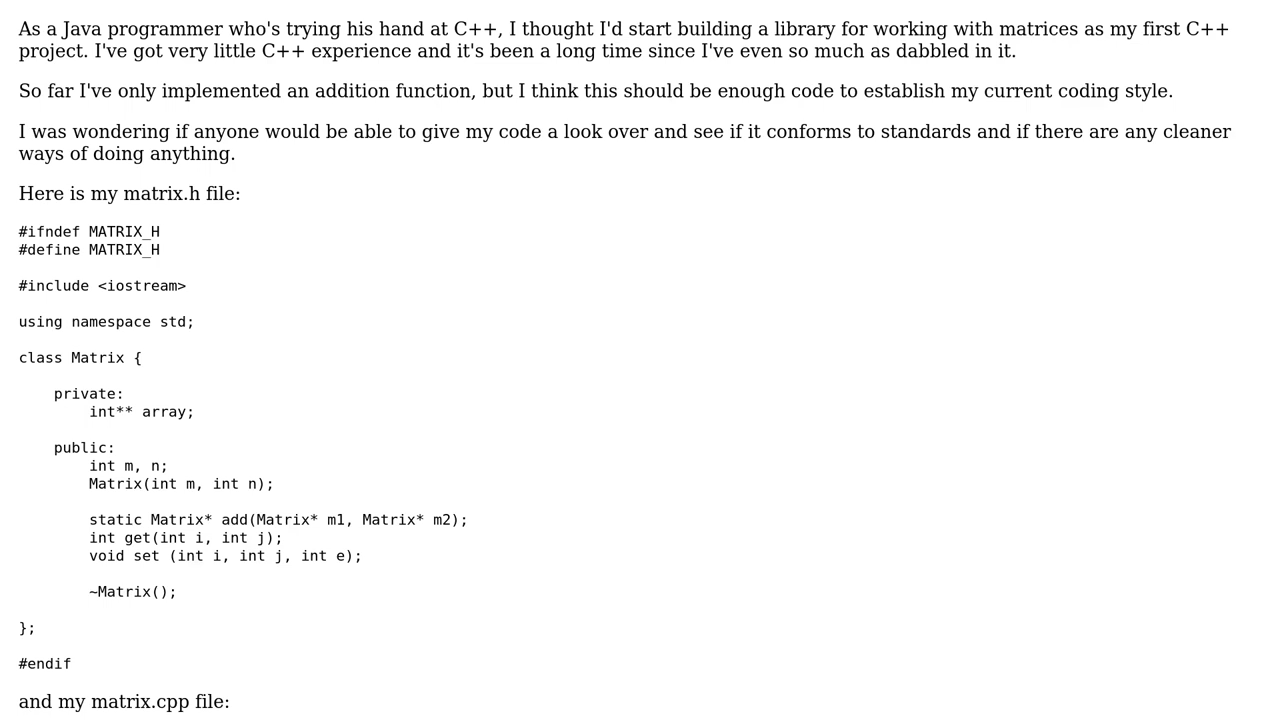 As a Java programmer who's trying his hand at C++, I thought I'd start building a library for working with matrices as my first C++
project. I've got very little C++ experience and it's been a long time since I've even so much as dabbled in it.
So far I've only implemented an addition function, but I think this should be enough code to establish my current coding style.
I was wondering if anyone would be able to give my code a look over and see if it conforms to standards and if there are any cleaner
ways of doing anything.
Here is my matrix.h file:
#ifndef MATRIX_H
#define MATRIX_H
#include <iostream>
using namespace std;
class Matrix {
    private:
        int** array;
    public:
        int m, n;
        Matrix(int m, int n);
        static Matrix* add(Matrix* m1, Matrix* m2);
        int get(int i, int j);
        void set (int i, int j, int e);
        ~Matrix();
};
#endif
and my matrix.cpp file: